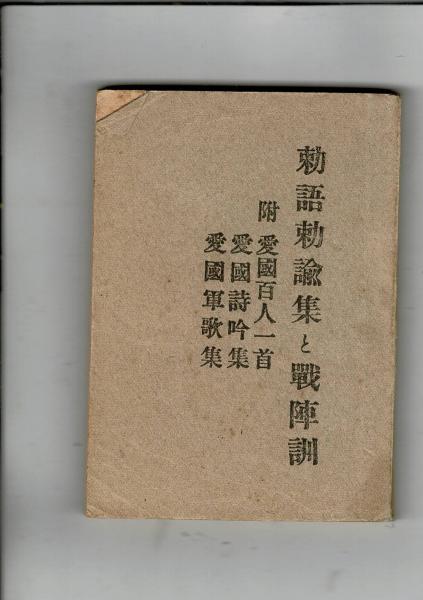 勅語勅諭集と戰陣訓
附 愛國百人一首
愛國詩吟集
愛國軍歌集